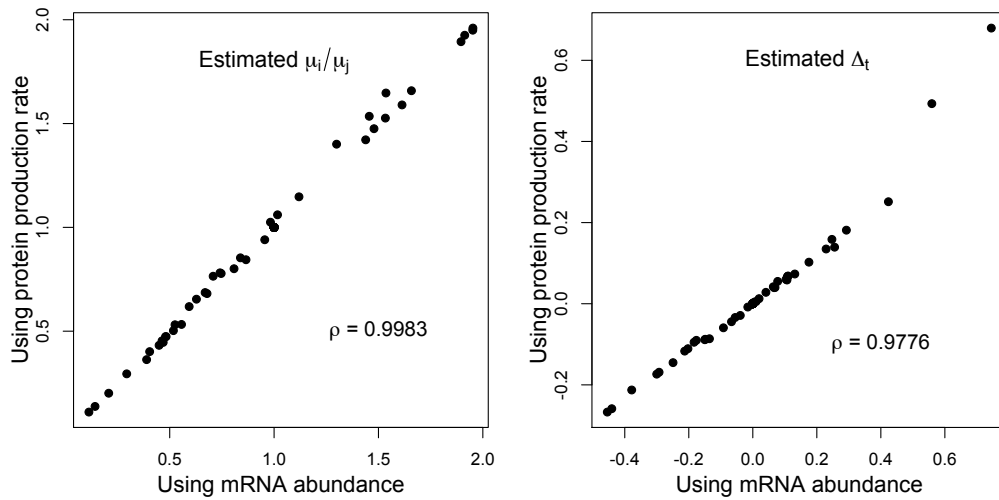 Estimated μi/μj
ρ = 0.9983
Using protein production rate
0.5
1.0
1.5
2.0
0.5
1.0
1.5
2.0
Using mRNA abundance
Estimated Δt
ρ = 0.9776
Using protein production rate
-0.2
0.0
0.2
0.4
0.6
-0.4
-0.2
0.0
0.2
0.4
0.6
Using mRNA abundance